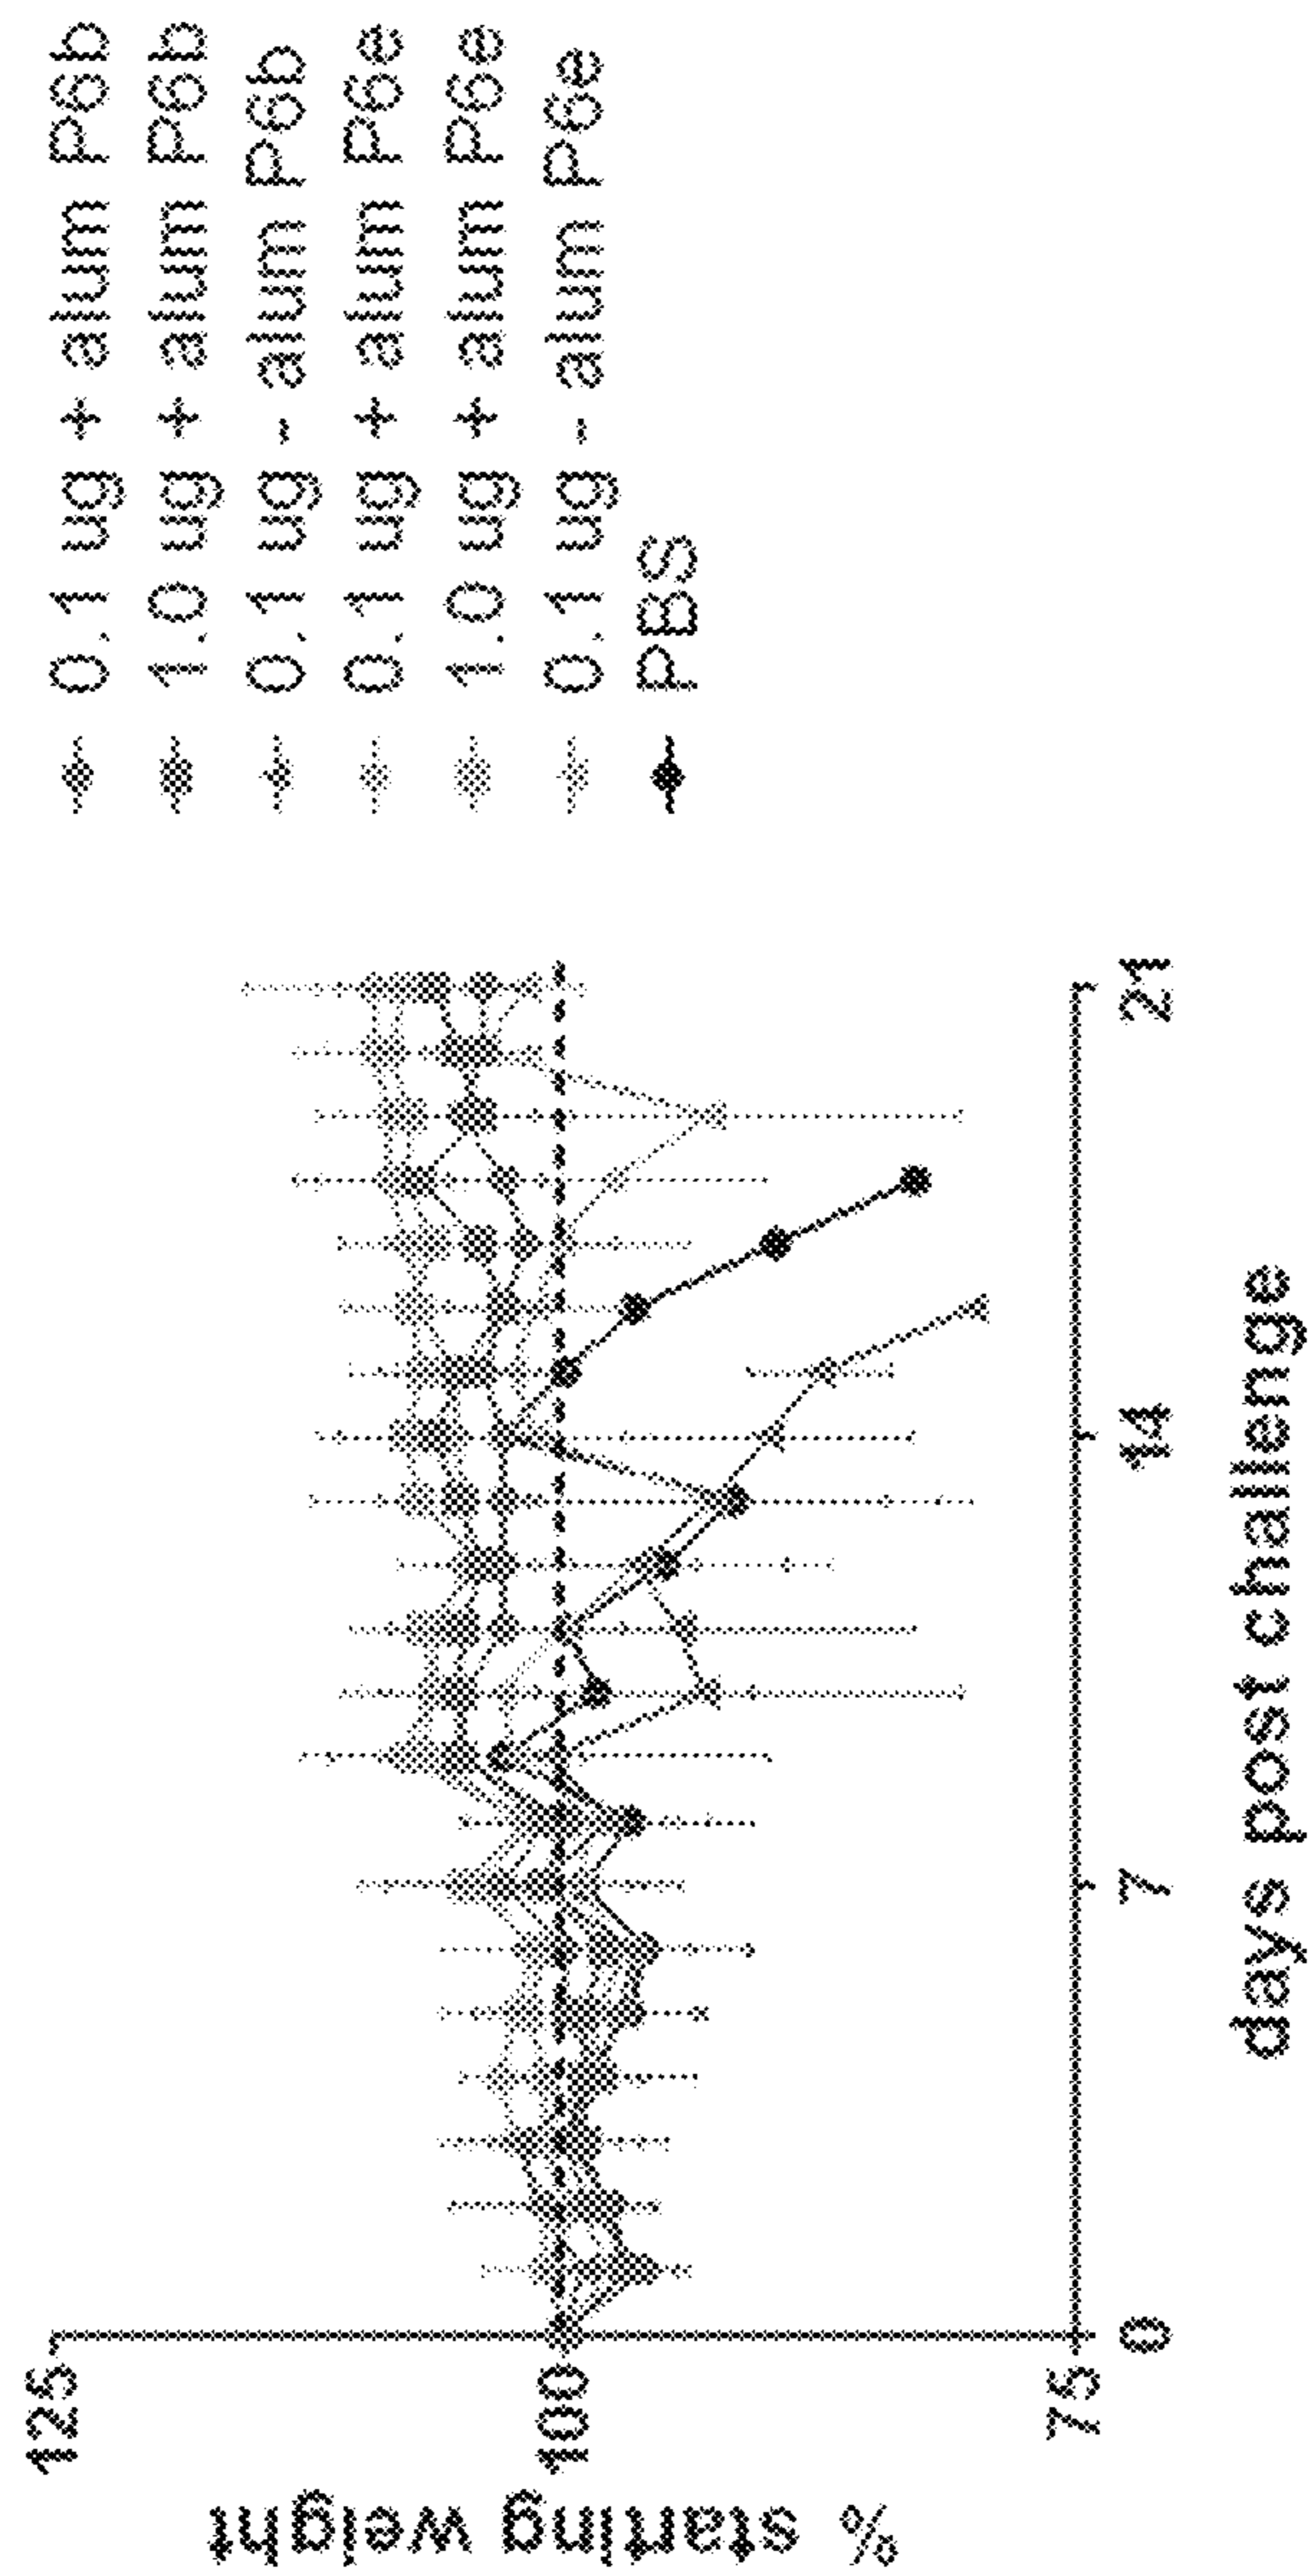 % starting weight
125
100
75
0
7
14
21
days post challenge
0.1 ug + alum P6b
1.0 ug + alum P6b
0.1 ug - alum P6b
0.1 ug + alum P6e
1.0 ug + alum P6e
0.1 ug - alum P6e
PBS